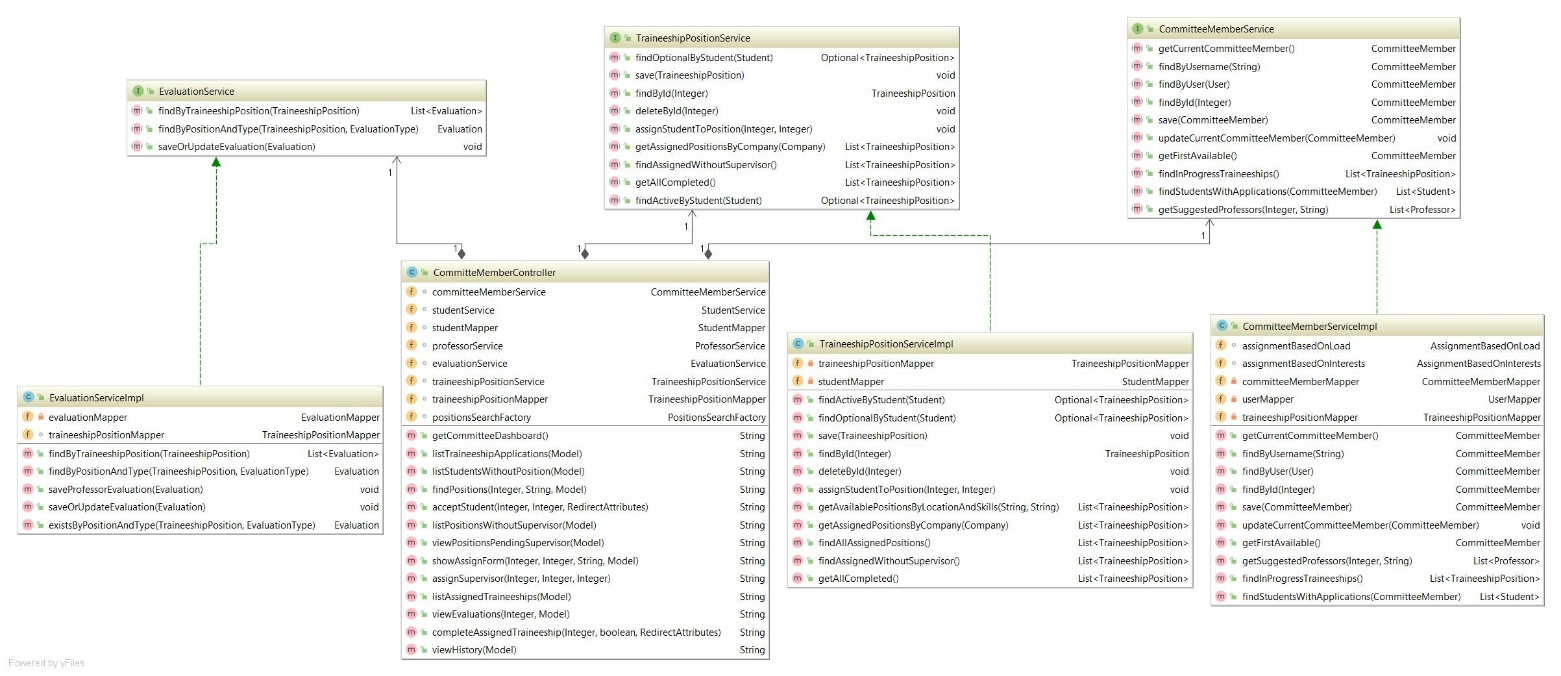 EvaluationService
findByTraineeshipPosition(TraineeshipPosition) List<Evaluation>
findByPositionAndType(TraineeshipPosition, EvaluationType) Evaluation
saveOrUpdateEvaluation(Evaluation) void
TraineeshipPositionService
findOptionalByStudent(Student) Optional<TraineeshipPosition>
save(TraineeshipPosition) void
findById(Integer) TraineeshipPosition
deleteById(Integer) void
assignStudentToPosition(Integer, Integer) void
getAssignedPositionsByCompany(Company) List<TraineeshipPosition>
findAssignedWithoutSupervisor() List<TraineeshipPosition>
getAllCompleted() List<TraineeshipPosition>
findActiveByStudent(Student) Optional<TraineeshipPosition>
CommitteeMemberService
getCurrentCommitteeMember() CommitteeMember
findByUsername(String) CommitteeMember
findByUser(User) CommitteeMember
findById(Integer) CommitteeMember
save(CommitteeMember) CommitteeMember
updateCurrentCommitteeMember(CommitteeMember) void
getFirstAvailable() CommitteeMember
findInProgressTraineeships() List<TraineeshipPosition>
findStudentsWithApplications(CommitteeMember) List<Student>
getSuggestedProfessors(Integer, String) List<Professor>
1
1
1
1
1
1
EvaluationServiceImpl
evaluationMapper EvaluationMapper
traineeshipPositionMapper TraineeshipPositionMapper
findByTraineeshipPosition(TraineeshipPosition) List<Evaluation>
findByPositionAndType(TraineeshipPosition, EvaluationType) Evaluation
saveProfessorEvaluation(Evaluation) void
saveOrUpdateEvaluation(Evaluation) void
existsByPositionAndType(TraineeshipPosition, EvaluationType) Evaluation
CommitteMemberController
committeeMemberService CommitteeMemberService
studentService StudentService
studentMapper StudentMapper
professorService ProfessorService
evaluationService EvaluationService
traineeshipPositionService TraineeshipPositionService
traineeshipPositionMapper TraineeshipPositionMapper
positionsSearchFactory PositionsSearchFactory
getCommitteeDashboard() String
listTraineeshipApplications(Model) String
listStudentsWithoutPosition(Model) String
findPositions(Integer, String, Model) String
acceptStudent(Integer, Integer, RedirectAttributes) String
listPositionsWithoutSupervisor(Model) String
viewPositionsPendingSupervisor(Model) String
showAssignForm(Integer, Integer, String, Model) String
assignSupervisor(Integer, Integer, Integer) String
listAssignedTraineeships(Model) String
viewEvaluations(Integer, Model) String
completeAssignedTraineeship(Integer, boolean, RedirectAttributes) String
viewHistory(Model) String
TraineeshipPositionServiceImpl
traineeshipPositionMapper TraineeshipPositionMapper
studentMapper StudentMapper
findActiveByStudent(Student) Optional<TraineeshipPosition>
findOptionalByStudent(Student) Optional<TraineeshipPosition>
save(TraineeshipPosition) void
findById(Integer) TraineeshipPosition
deleteById(Integer) void
assignStudentToPosition(Integer, Integer) void
getAvailablePositionsByLocationAndSkills(String, String) List<TraineeshipPosition>
getAssignedPositionsByCompany(Company) List<TraineeshipPosition>
findAllAssignedPositions() List<TraineeshipPosition>
findAssignedWithoutSupervisor() List<TraineeshipPosition>
getAllCompleted() List<TraineeshipPosition>
CommitteeMemberServiceImpl
assignmentBasedOnLoad AssignmentBasedOnLoad
assignmentBasedOnInterests AssignmentBasedOnInterests
committeeMemberMapper CommitteeMemberMapper
userMapper UserMapper
traineeshipPositionMapper TraineeshipPositionMapper
getCurrentCommitteeMember() CommitteeMember
findByUsername(String) CommitteeMember
findByUser(User) CommitteeMember
findById(Integer) CommitteeMember
save(CommitteeMember) CommitteeMember
updateCurrentCommitteeMember(CommitteeMember) void
getFirstAvailable() CommitteeMember
getSuggestedProfessors(Integer, String) List<Professor>
findInProgressTraineeships() List<TraineeshipPosition>
findStudentsWithApplications(CommitteeMember) List<Student>
Powered by yFiles